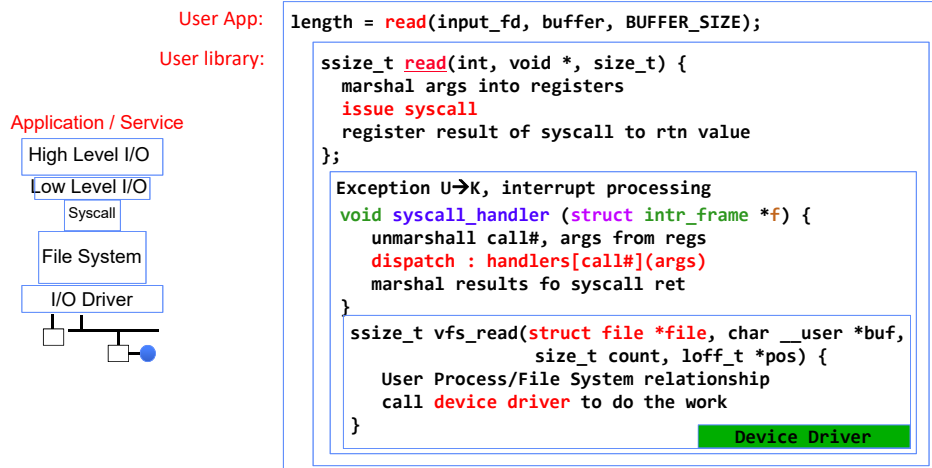 User App:
length = read(input_fd, buffer, BUFFER_SIZE);
User library:
ssize_t read(int, void *, size_t) {
marshal args into registers
issue syscall
register result of syscall to rtn value
};
Application / Service
High Level I/O
Low Level I/O
Syscall
File System
I/O Driver
Exception U→K, interrupt processing
void syscall_handler (struct intr_frame *f) {
unmarshall call#, args from regs
dispatch : handlers[call#](args)
marshal results fo syscall ret
}
ssize_t vfs_read(struct file *file, char __user *buf,
size_t count, loff_t *pos) {
User Process/File System relationship
call device driver to do the work
}
Device Driver